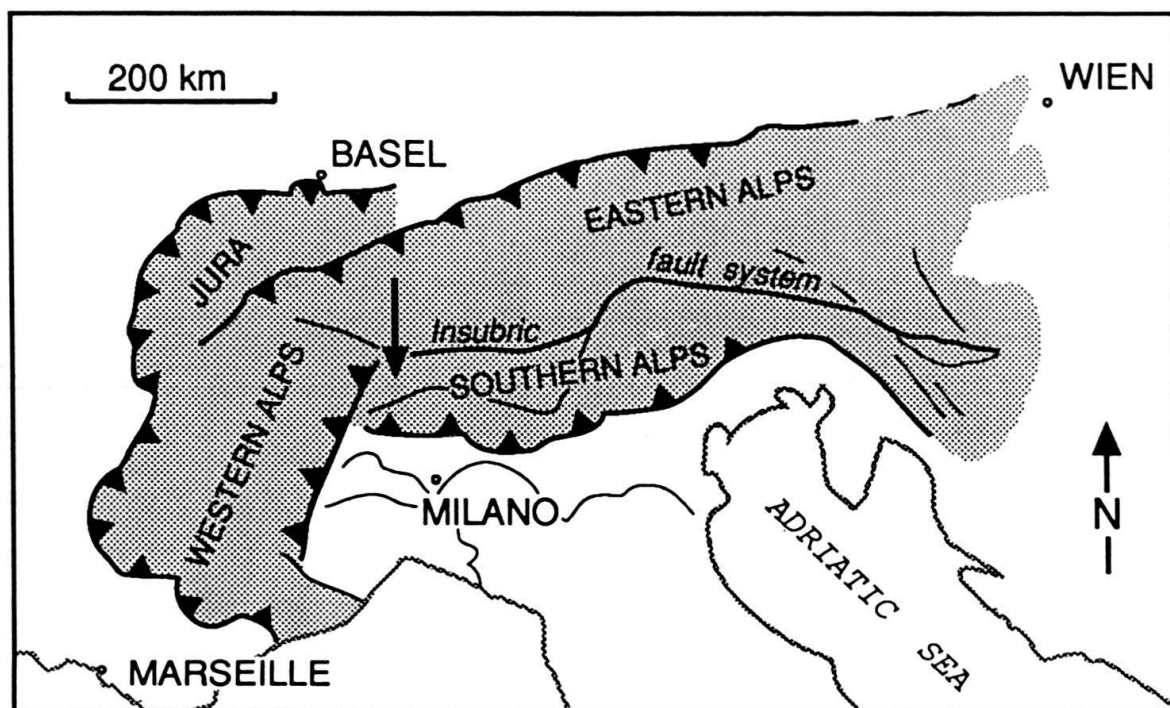 200 km
WIEN
BASEL
EASTERN ALPS
JURA
fault system
Insubric
SOUTHERN ALPS
WESTERN ALPS
MILANO
N
ADRIATIC SEA
MARSEILLE